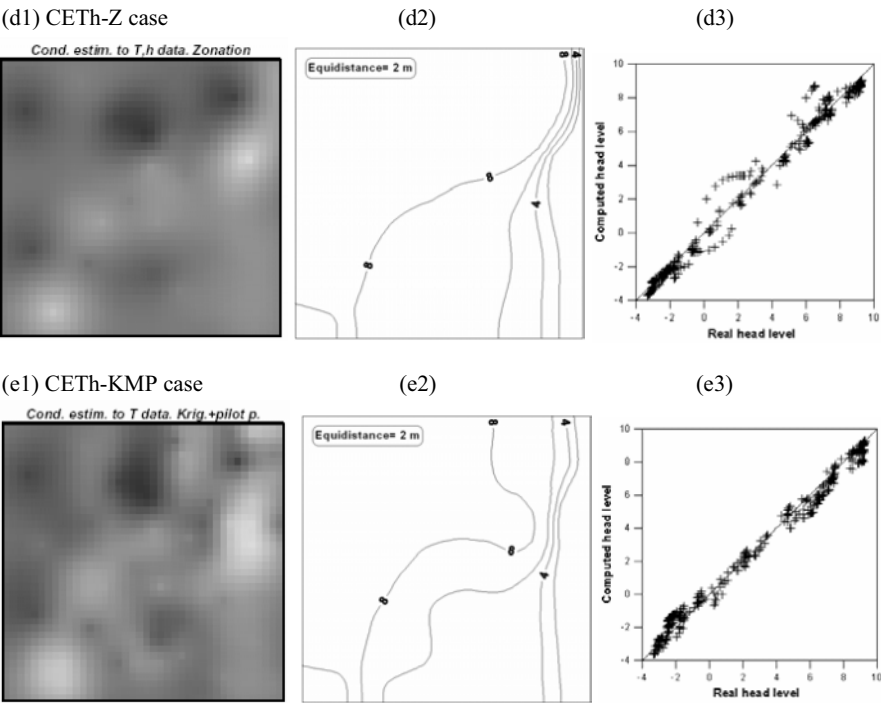 (d1) CETh-Z case (d2) (d3)
Cond. estim. to T,h data. Zonation
Equidistance= 2 m
8 4
8
4
8
Computed head level
10
8
6
4
2
0
-2
-4
-4 -2 0 2 4 6 8 10
Real head level
(e1) CETh-KMP case (e2) (e3)
Cond. estim. to T data. Krig.+pilot p.
Equidistance= 2 m
8 4
8
4
8
Computed head level
10
8
6
4
2
0
-2
-4
-4 -2 0 2 4 6 8 10
Real head level